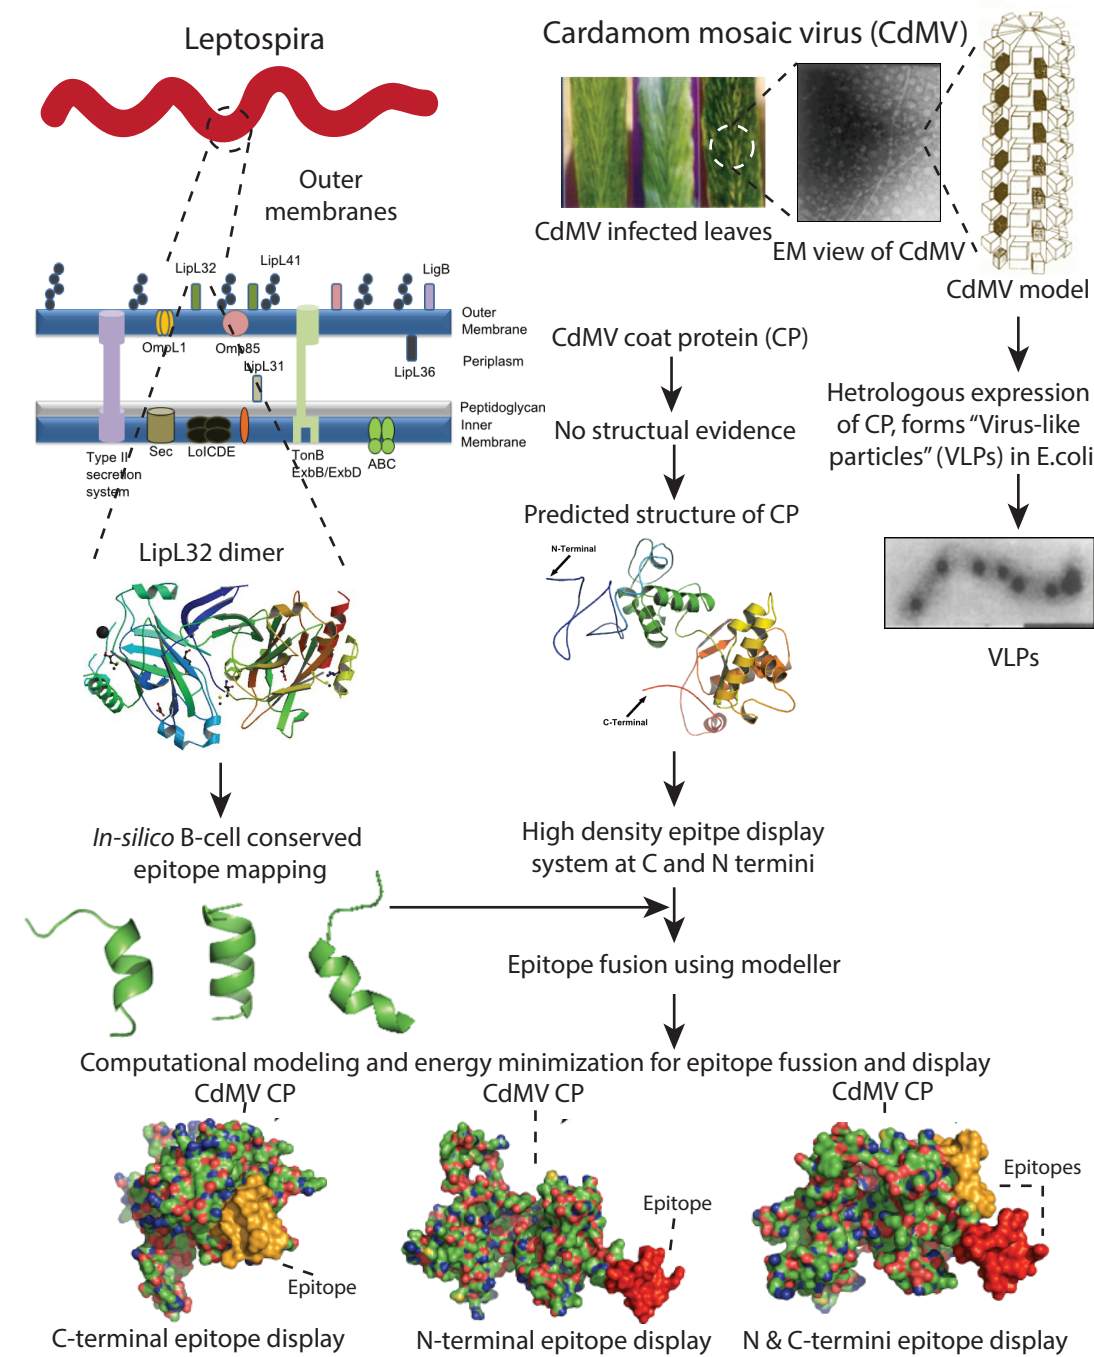 Leptospira
Cardamom mosaic virus (CdMV)
Outer
membranes
CdMV infected leaves
EM view of CdMV
CdMV model
LipL32
LipL41
LigB
Outer
Membrane
OmpL1
Omp85
LipL31
LipL36
Periplasm
Peptidoglycan
Inner
Membrane
Type II
secretion
system
Sec
LolCDE
TonB
ExbB/ExbD
ABC
CdMV coat protein (CP)
No structual evidence
Predicted structure of CP
N-Terminal
C-Terminal
Hetrologous expression
of CP, forms “Virus-like
particles” (VLPs) in E.coli
VLPs
LipL32 dimer
In-silico B-cell conserved
epitope mapping
High density epitpe display
system at C and N termini
Epitope fusion using modeller
Computational modeling and energy minimization for epitope fussion and display
CdMV CP
CdMV CP
CdMV CP
Epitope
Epitope
Epitopes
C-terminal epitope display
N-terminal epitope display
N & C-termini epitope display